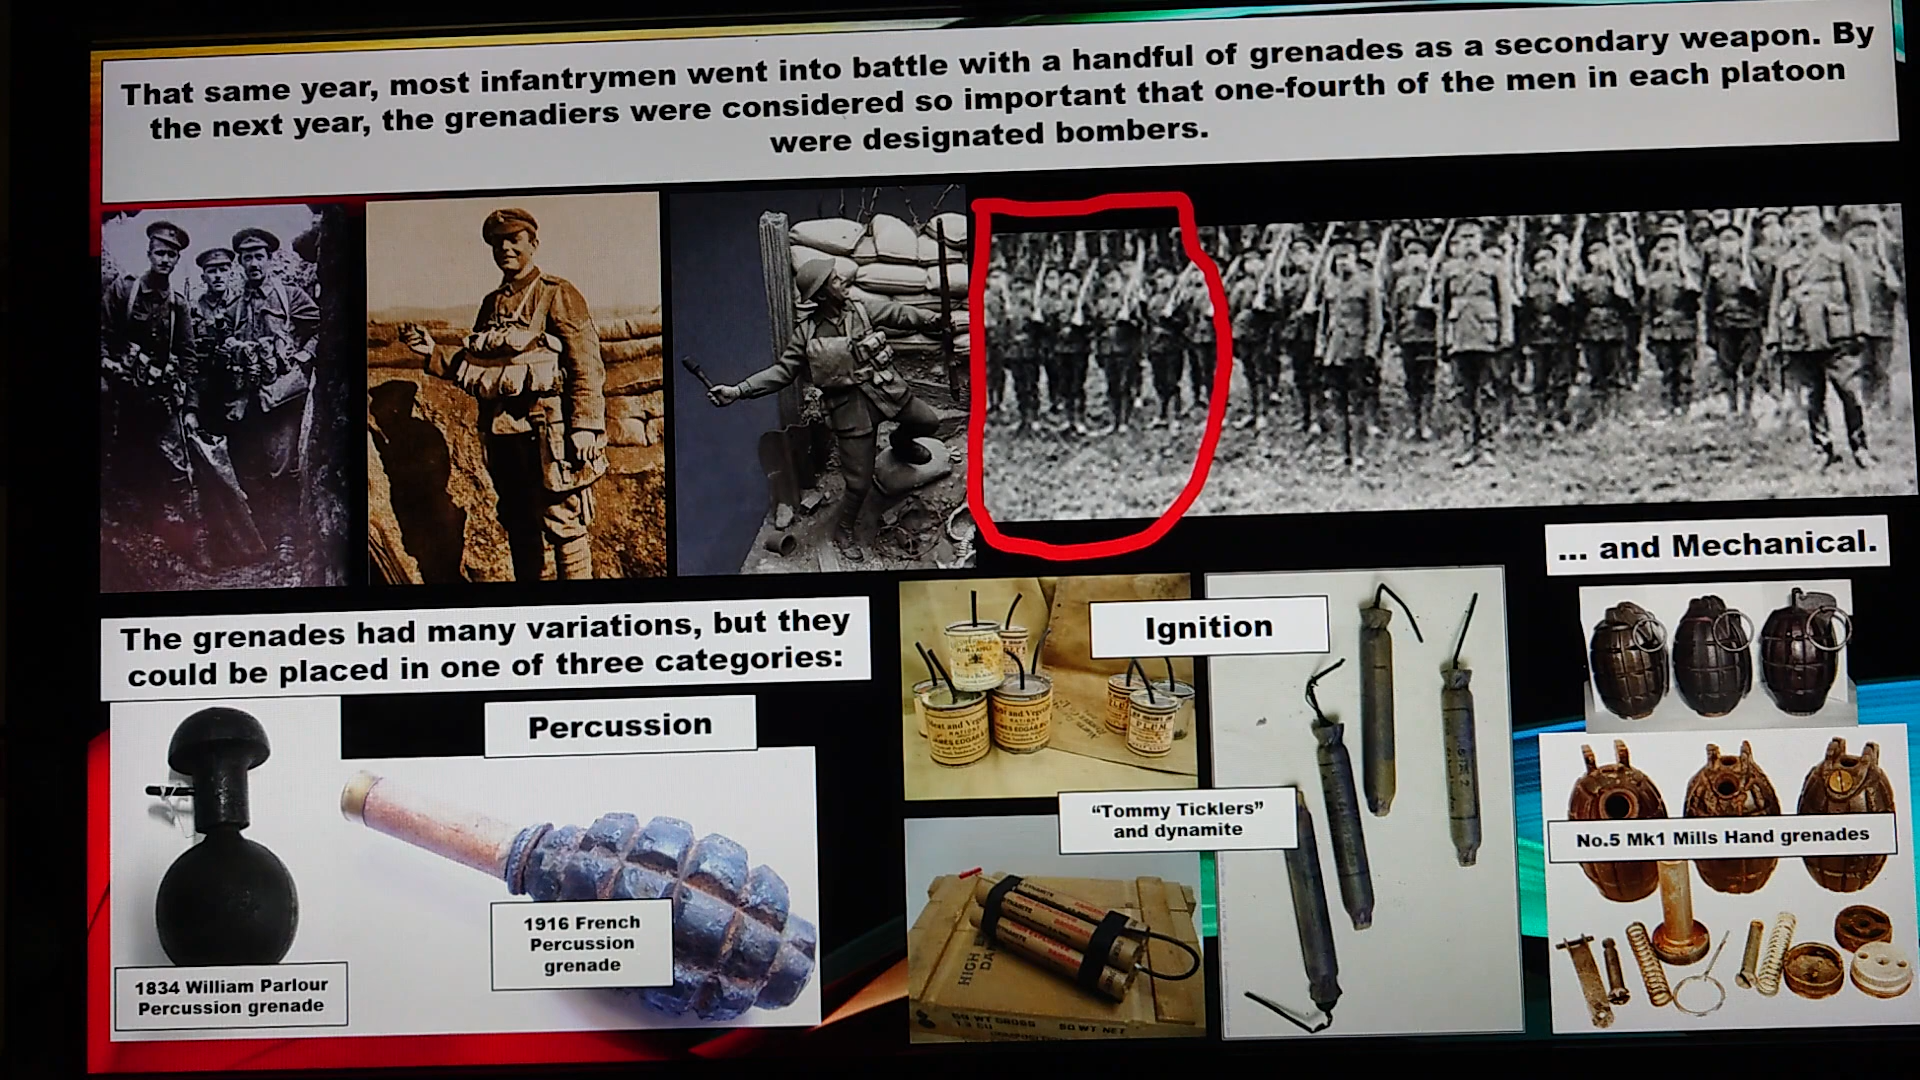 That same year, most infantrymen went into battle with a handful of grenades as a secondary weapon. By
the next year, the grenadiers were considered so important that one-fourth of the men in each platoon
were designated bombers.
... and Mechanical.
The grenades had many variations, but they
could be placed in one of three categories:
Ignition
Percussion
"Tommy Ticklers"
and dynamite
No.5 Mk1 Mills Hand grenades
1916 French
Percussion
grenade
1834 William Parlour
Percussion grenade
HIGH